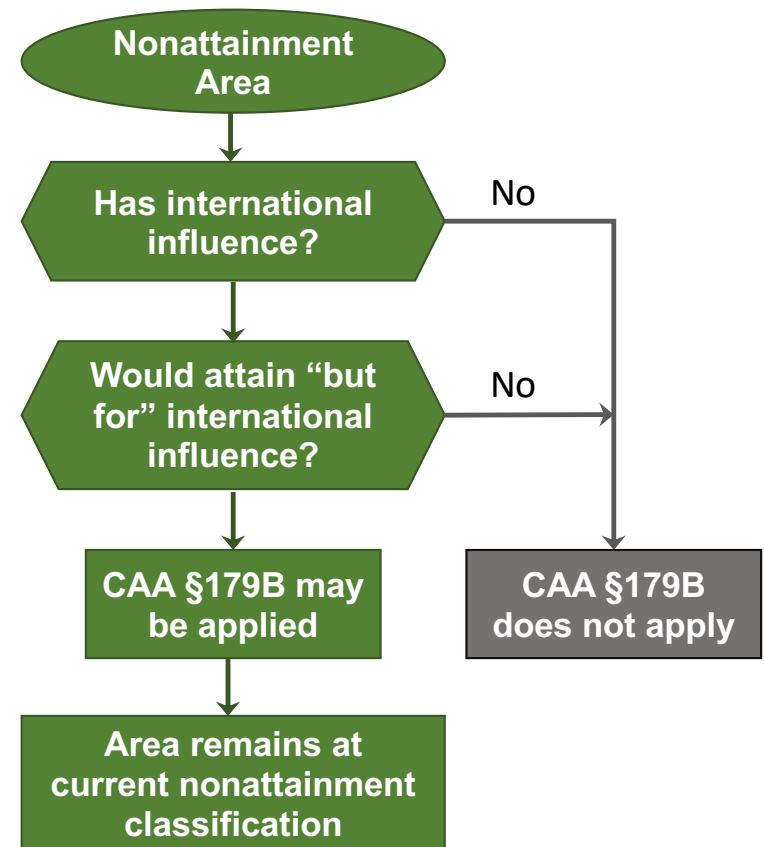 Nonattainment
Area
Has international
influence?
No
Would attain “but
for” international
influence?
No
CAA §179B may
be applied
CAA §179B
does not apply
Area remains at
current nonattainment
classification